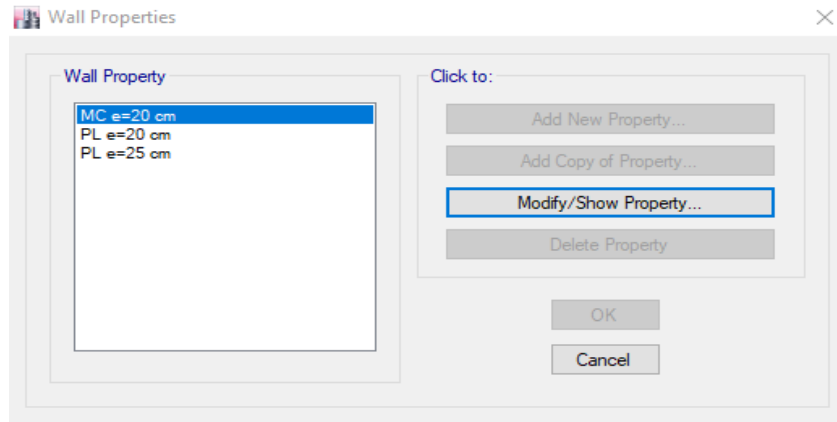 Wall Properties
Wall Property
MC e=20 cm
PL e=20 cm
PL e=25 cm
Click to:
Add New Property...
Add Copy of Property...
Modify/Show Property...
Delete Property
OK
Cancel